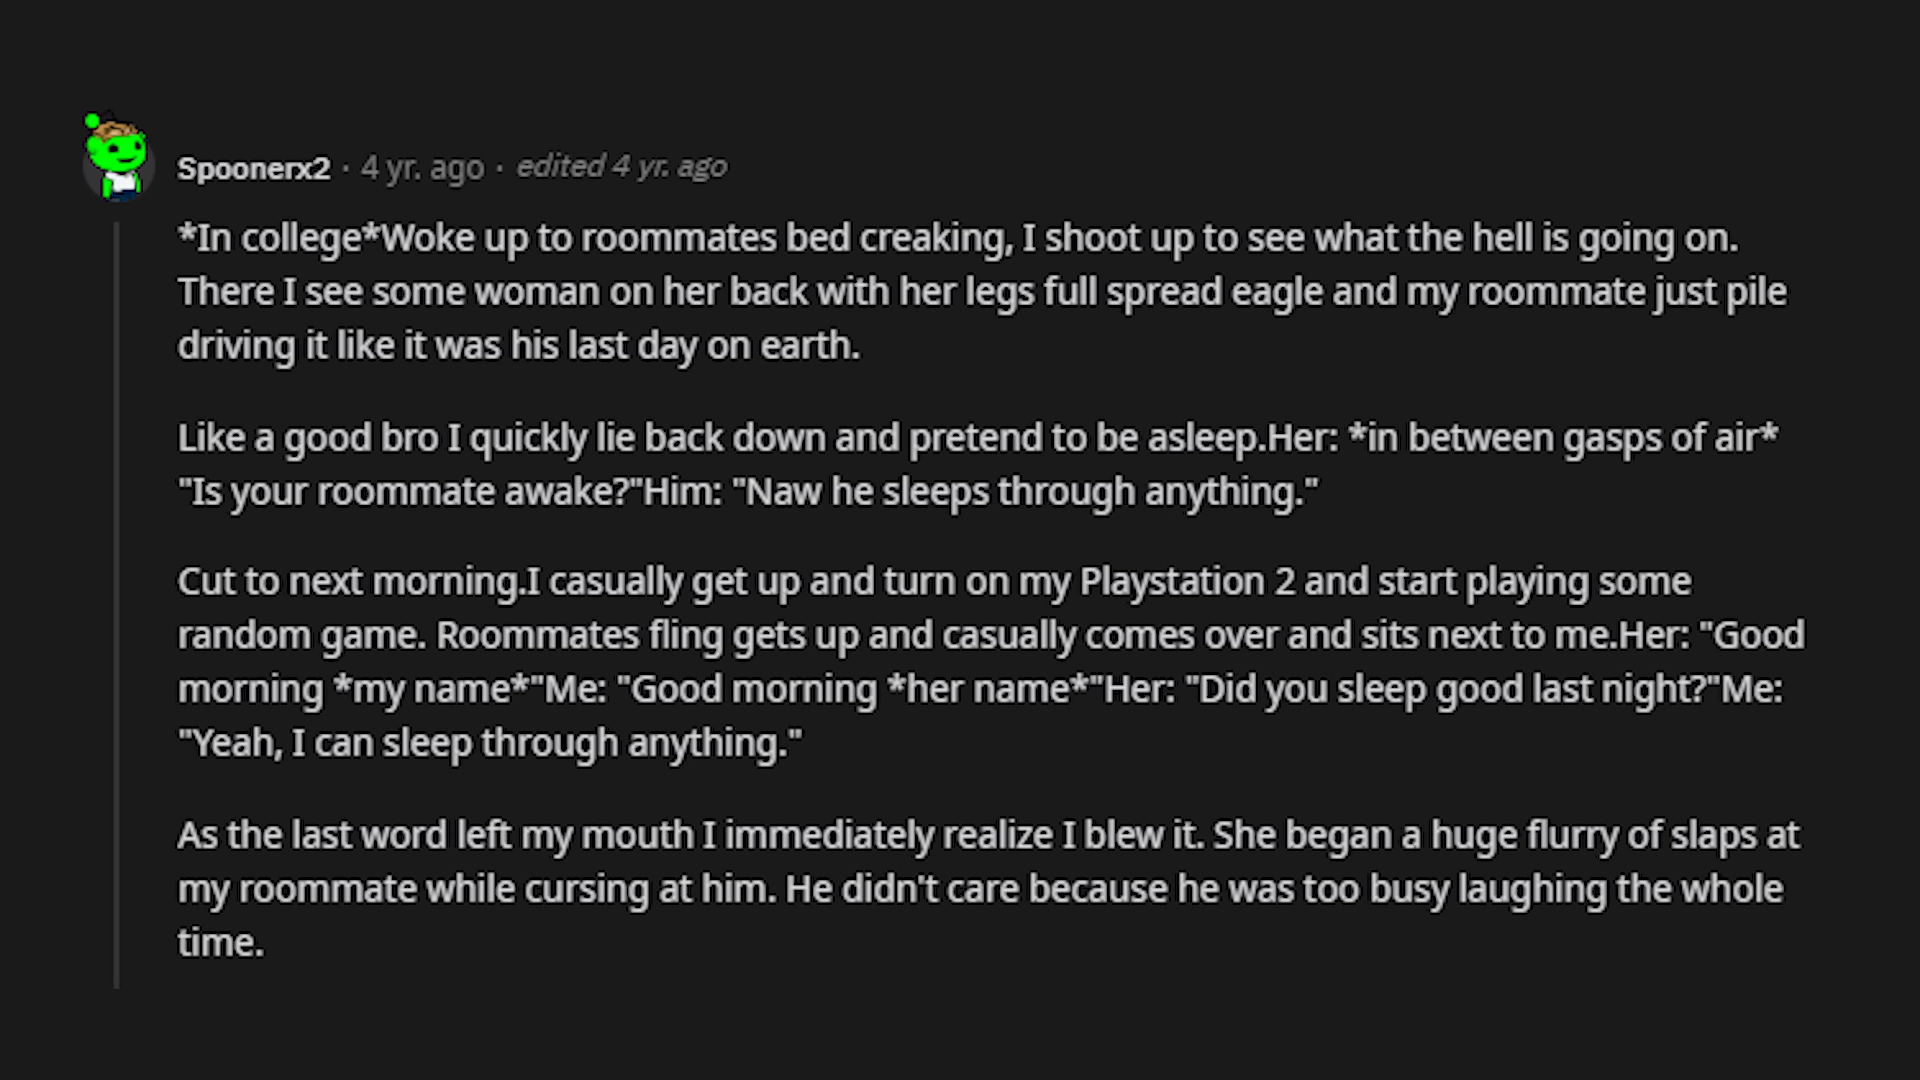 Spoonerx2 · 4 yr. ago · edited 4 yr. ago
*In college*Woke up to roommates bed creaking, I shoot up to see what the hell is going on.
There I see some woman on her back with her legs full spread eagle and my roommate just pile
driving it like it was his last day on earth.
Like a good bro I quickly lie back down and pretend to be asleep.Her: *in between gasps of air*
"Is your roommate awake?"Him: "Naw he sleeps through anything."
Cut to next morning.I casually get up and turn on my Playstation 2 and start playing some
random game. Roommates fling gets up and casually comes over and sits next to me.Her: "Good
morning *my name*"Me: "Good morning *her name*"Her: "Did you sleep good last night?"Me:
"Yeah, I can sleep through anything."
As the last word left my mouth I immediately realize I blew it. She began a huge flurry of slaps at
my roommate while cursing at him. He didn't care because he was too busy laughing the whole
time.